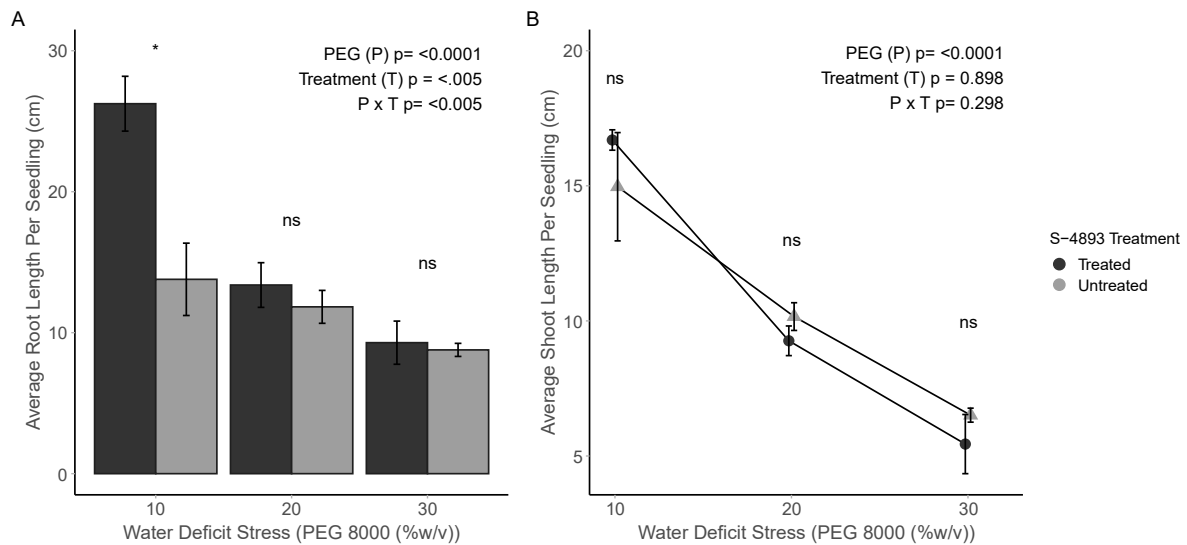 A
PEG (P) p= <0.0001
Treatment (T) p = <.005
P x T p= <0.005
*
ns
ns
30
20
10
0
Average Root Length Per Seedling (cm)
10
20
30
Water Deficit Stress (PEG 8000 (%w/v))
B
PEG (P) p= <0.0001
Treatment (T) p = 0.898
P x T p= 0.298
ns
ns
ns
20
15
10
5
Average Shoot Length Per Seedling (cm)
10
20
30
Water Deficit Stress (PEG 8000 (%w/v))
S−4893 Treatment
Treated
Untreated